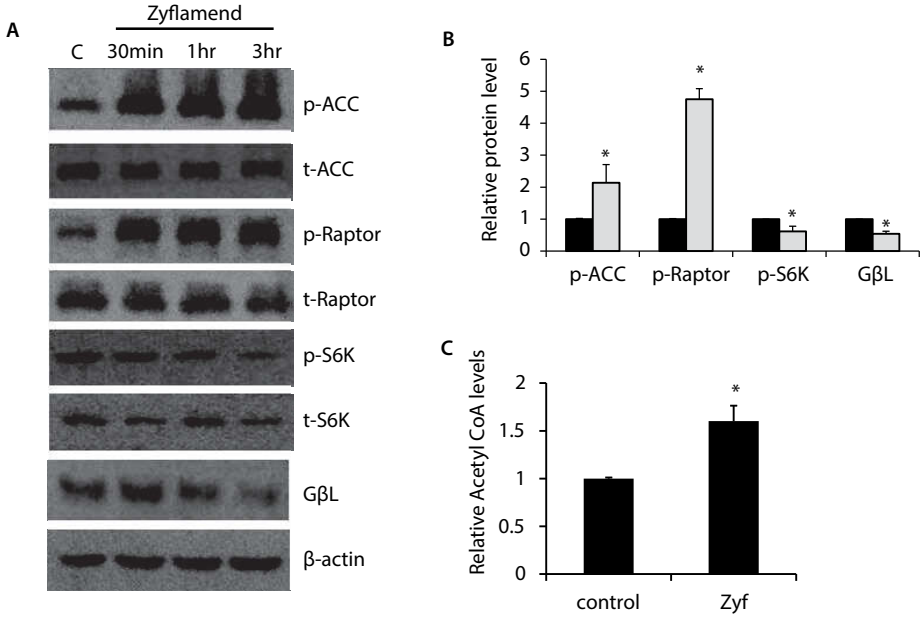 A
Zyflamend
C 30min 1hr 3hr
p-ACC
t-ACC
p-Raptor
t-Raptor
p-S6K
t-S6K
GβL
β-actin
B
Relative protein level
6
5
4
3
2
1
0
* * * *
p-ACC p-Raptor p-S6K GβL
C
Relative Acetyl CoA levels
2
1.5
1
0.5
0
*
control Zyf